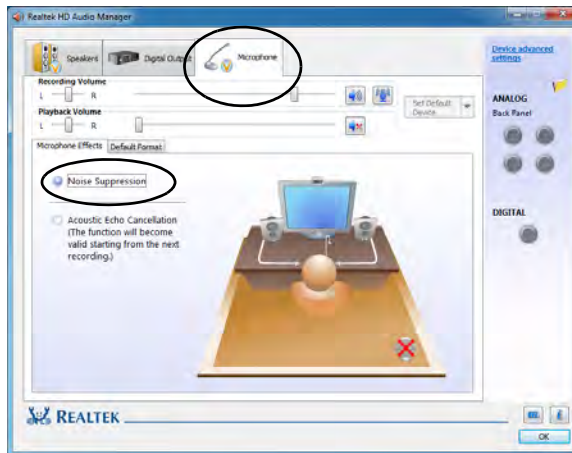 Realtek HD Audio Manager
Speakers
Digital Output
Microphone
Device advanced
settings
Recording Volume
L
R
Set Default
Device
Playback Volume
L
R
ANALOG
Back Panel
Microphone Effects
Default Format
Noise Suppression
Acoustic Echo Cancellation
(The function will become
valid starting from the next
recording.)
DIGITAL
REALTEK
OK